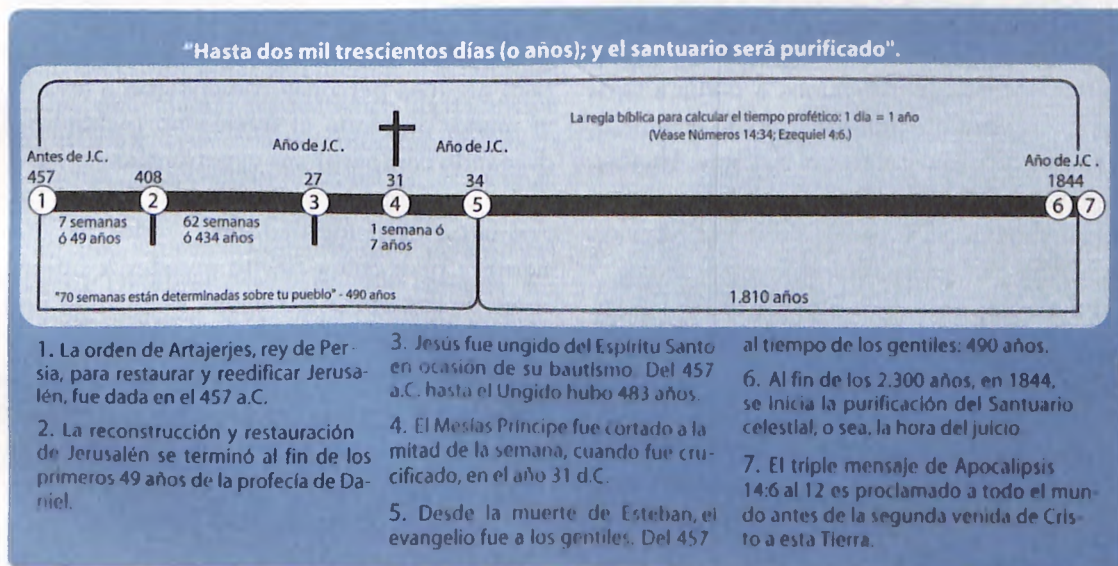 "Hasta dos mil trescientos días (o años); y el santuario será purificado".
La regla bíblica para calcular el tiempo profético: 1 día = 1 año
(Véase Números 14:34; Ezequiel 4:6.)
Antes de J.C.
Año de J.C.
Año de J.C.
Año de J.C.
457
408
27
31
34
1844
1
2
3
4
5
6
7
7 semanas
ó 49 años
62 semanas
ó 434 años
1 semana ó
7 años
"70 semanas están determinadas sobre tu pueblo" - 490 años
1.810 años
1. La orden de Artajerjes, rey de Per-
sia, para restaurar y reedificar Jerusa-
lén, fue dada en el 457 a.C.
2. La reconstrucción y restauración
de Jerusalén se terminó al fin de los
primeros 49 años de la profecía de Da-
niel.
3. Jesús fue ungido del Espíritu Santo
en ocasión de su bautismo. Del 457
a.C. hasta el Ungido hubo 483 años.
4. El Mesías Príncipe fue cortado a la
mitad de la semana, cuando fue cru-
cificado, en el año 31 d.C.
5. Desde la muerte de Esteban, el
evangelio fue a los gentiles. Del 457
al tiempo de los gentiles: 490 años.
6. Al fin de los 2.300 años, en 1844,
se inicia la purificación del Santuario
celestial, o sea, la hora del juicio
7. El triple mensaje de Apocalipsis
14:6 al 12 es proclamado a todo el mun-
do antes de la segunda venida de Cris-
to a esta Tierra.